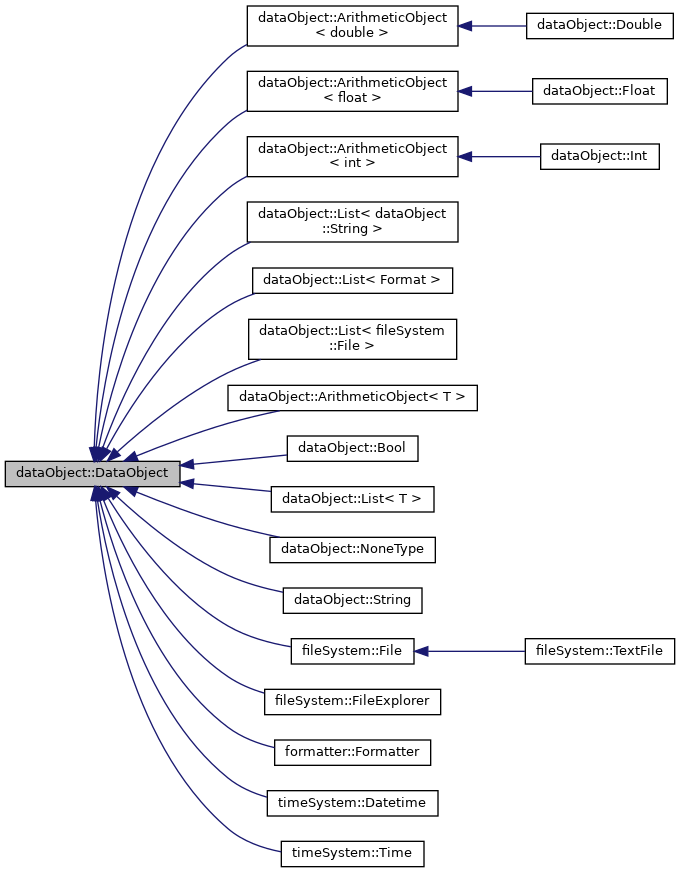 dataObject::ArithmeticObject
< double >
dataObject::Double
dataObject::ArithmeticObject
< float >
dataObject::Float
dataObject::ArithmeticObject
< int >
dataObject::Int
dataObject::List< dataObject
::String >
dataObject::List< Format >
dataObject::List< fileSystem
::File >
dataObject::ArithmeticObject< T >
dataObject::Bool
dataObject::DataObject
dataObject::List< T >
dataObject::NoneType
dataObject::String
fileSystem::File
fileSystem::TextFile
fileSystem::FileExplorer
formatter::Formatter
timeSystem::Datetime
timeSystem::Time